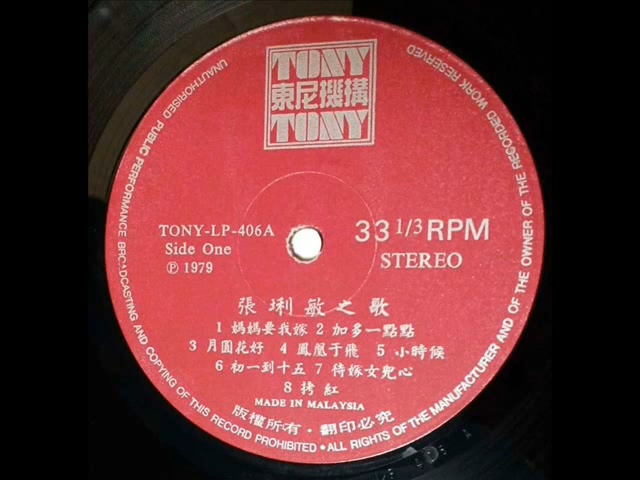 TONY
東尼機構
TONY
TONY-LP-406A
Side One
Ⓟ 1979
33 1/3 RPM
STEREO
張琍敏之歌
1 媽媽要我嫁 2 加多一點點
3 月圓花好 4 鳳凰于飛 5 小時候
6 初一到十五 7 待嫁女兒心
8 拷紅
MADE IN MALAYSIA
版權所有・翻印必究
UNAUTHORISED PUBLIC PERFORMANCE BROADCASTING AND COPYING OF THIS RECORD PROHIBITED • ALL RIGHTS OF THE MANUFACTURER AND OF THE OWNER OF THE RECORDED WORK RESERVED